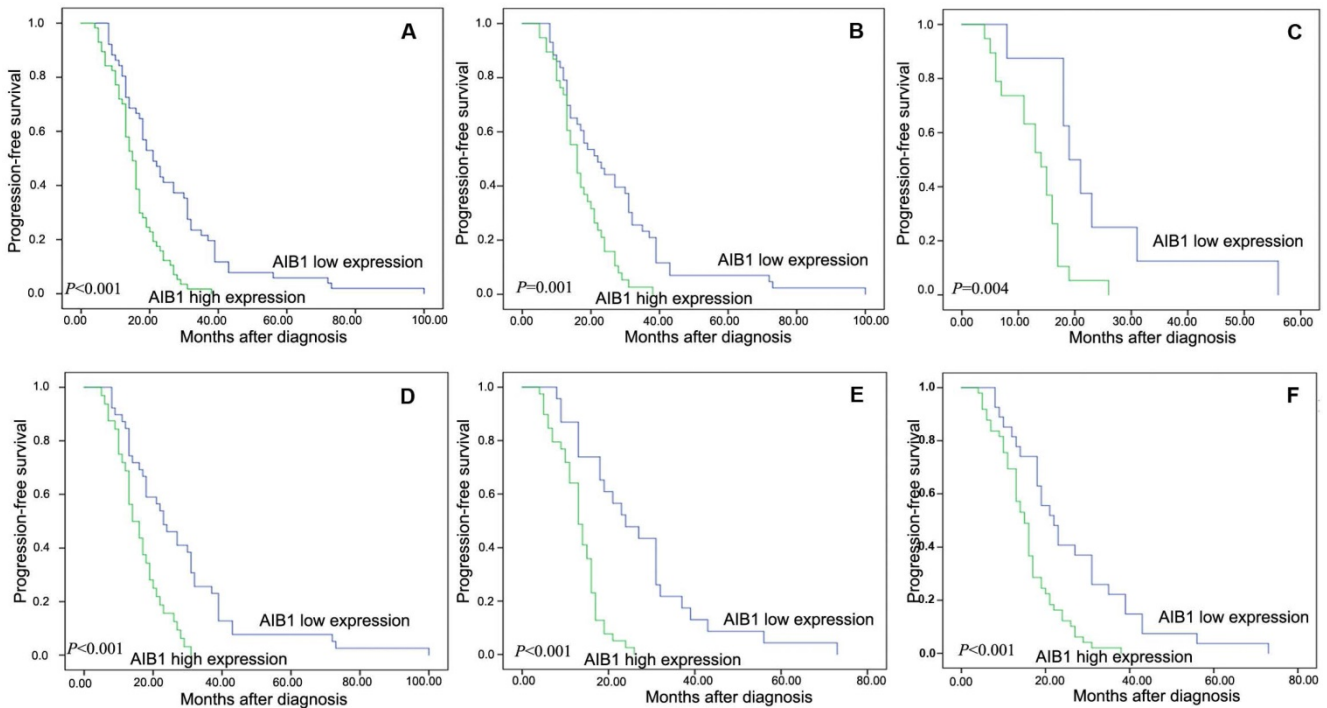 A
Progression-free survival
1.0
0.8
0.6
0.4
0.2
0.0
AIB1 low expression
P<0.001
AIB1 high expression
0.00 20.00 40.00 60.00 80.00 100.00
Months after diagnosis
B
Progression-free survival
1.0
0.8
0.6
0.4
0.2
0.0
AIB1 low expression
P=0.001
AIB1 high expression
0.00 20.00 40.00 60.00 80.00 100.00
Months after diagnosis
C
Progression-free survival
1.0
0.8
0.6
0.4
0.2
0.0
AIB1 low expression
P=0.004
0.00 10.00 20.00 30.00 40.00 50.00 60.00
Months after diagnosis
D
Progression-free survival
1.0
0.8
0.6
0.4
0.2
0.0
AIB1 low expression
P<0.001
AIB1 high expression
0.00 20.00 40.00 60.00 80.00 100.00
Months after diagnosis
E
Progression-free survival
1.0
0.8
0.6
0.4
0.2
0.0
AIB1 low expression
P<0.001
AIB1 high expression
0.00 20.00 40.00 60.00 80.00
Months after diagnosis
F
Progression-free survival
1.0
0.8
0.6
0.4
0.2
0.0
AIB1 low expression
P<0.001
AIB1 high expression
0.00 20.00 40.00 60.00 80.00
Months after diagnosis